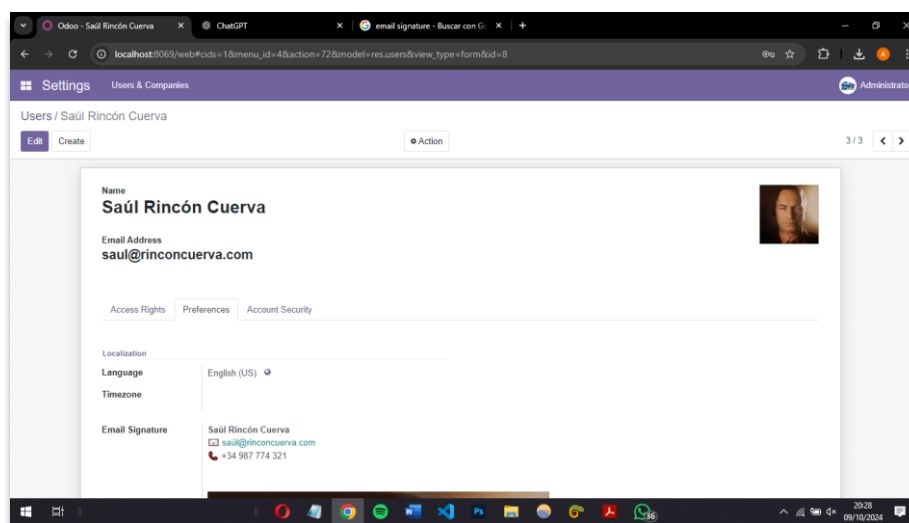 Odoo - Saúl Rincón Cuerva
ChatGPT
email signature - Buscar con Go
localhost:8069/web#cids=1&menu_id=4&action=72&model=res.users&view_type=form&id=8
Settings
Users & Companies
Administrato
Users / Saúl Rincón Cuerva
Edit
Create
Action
3 / 3
Name
Saúl Rincón Cuerva
Email Address
saul@rinconcuerva.com
Access Rights
Preferences
Account Security
Localization
Language
English (US)
Timezone
Email Signature
Saúl Rincón Cuerva
saúl@rinconcuerva.com
+34 987 774 321
Ps
36
20:28
09/10/2024